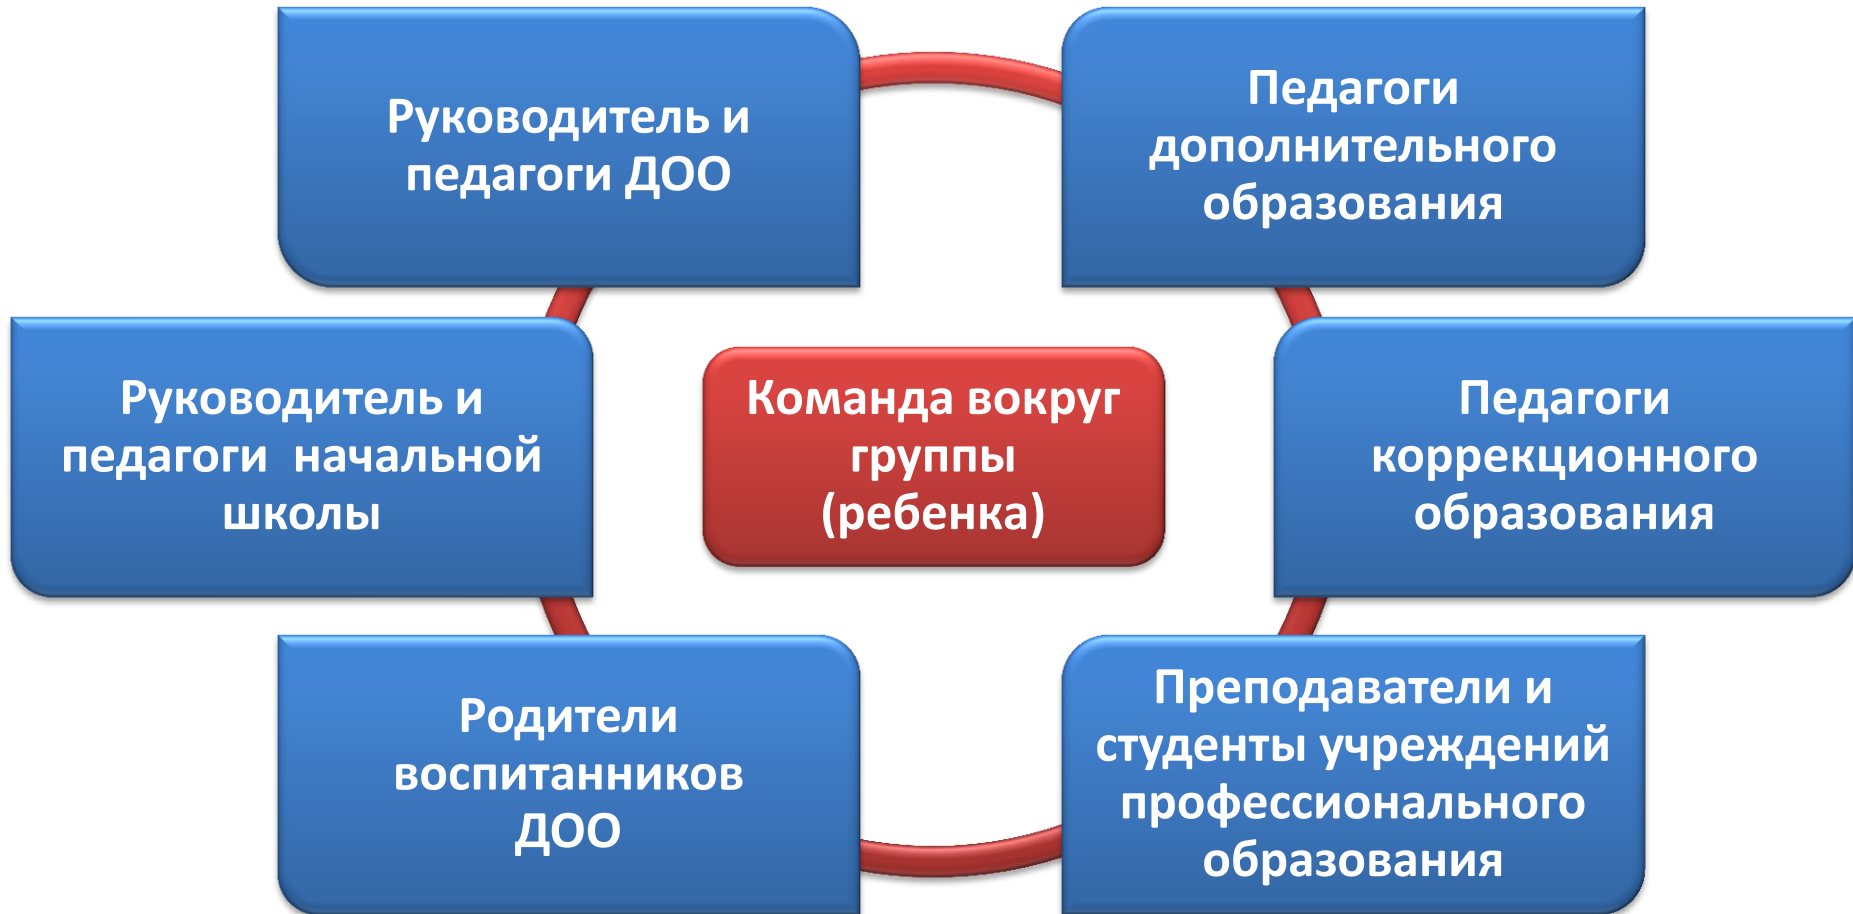 Руководитель и
педагоги ДОО
Педагоги
дополнительного
образования
Руководитель и
педагоги  начальной
школы
Команда вокруг
группы
(ребенка)
Педагоги
коррекционного
образования
Родители
воспитанников
ДОО
Преподаватели и
студенты учреждений
профессионального
образования